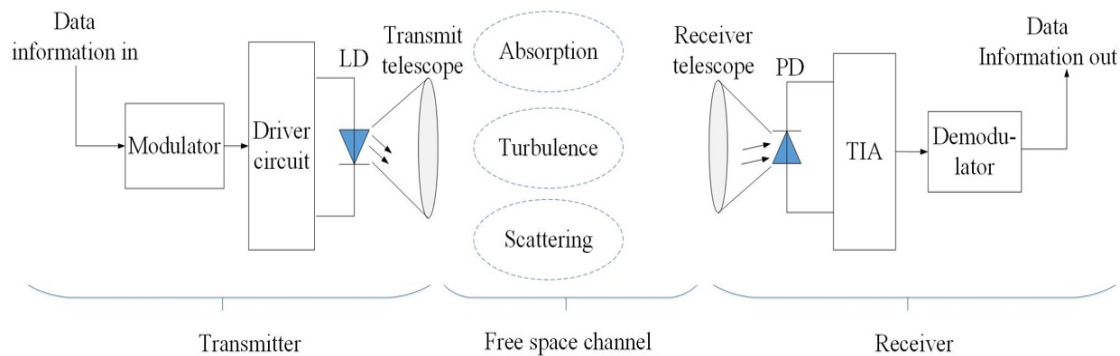 Data
information in
Modulator
Driver
circuit
LD
Transmit
telescope
Absorption
Turbulence
Scattering
Receiver
telescope
PD
TIA
Demodu-
lator
Data
Information out
Transmitter
Free space channel
Receiver